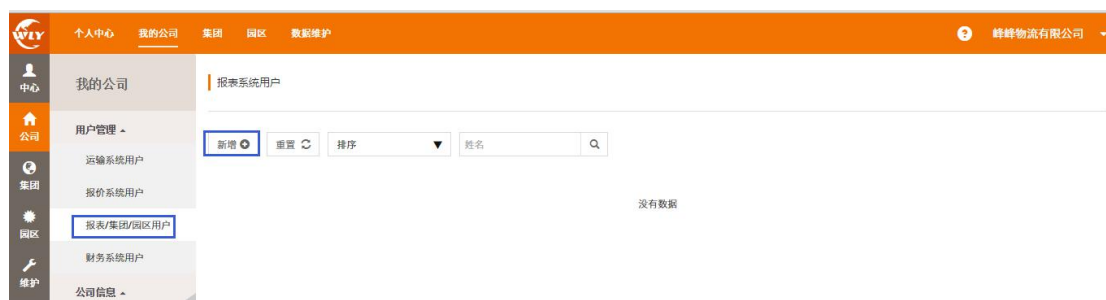 WLY
个人中心 我的公司 集团 园区 数据维护 ? 峰峰物流有限公司
中心
公司
集团
园区
维护
我的公司
用户管理
运输系统用户
报价系统用户
报表/集团/园区用户
财务系统用户
公司信息
报表系统用户
新增 重置 排序 姓名
没有数据